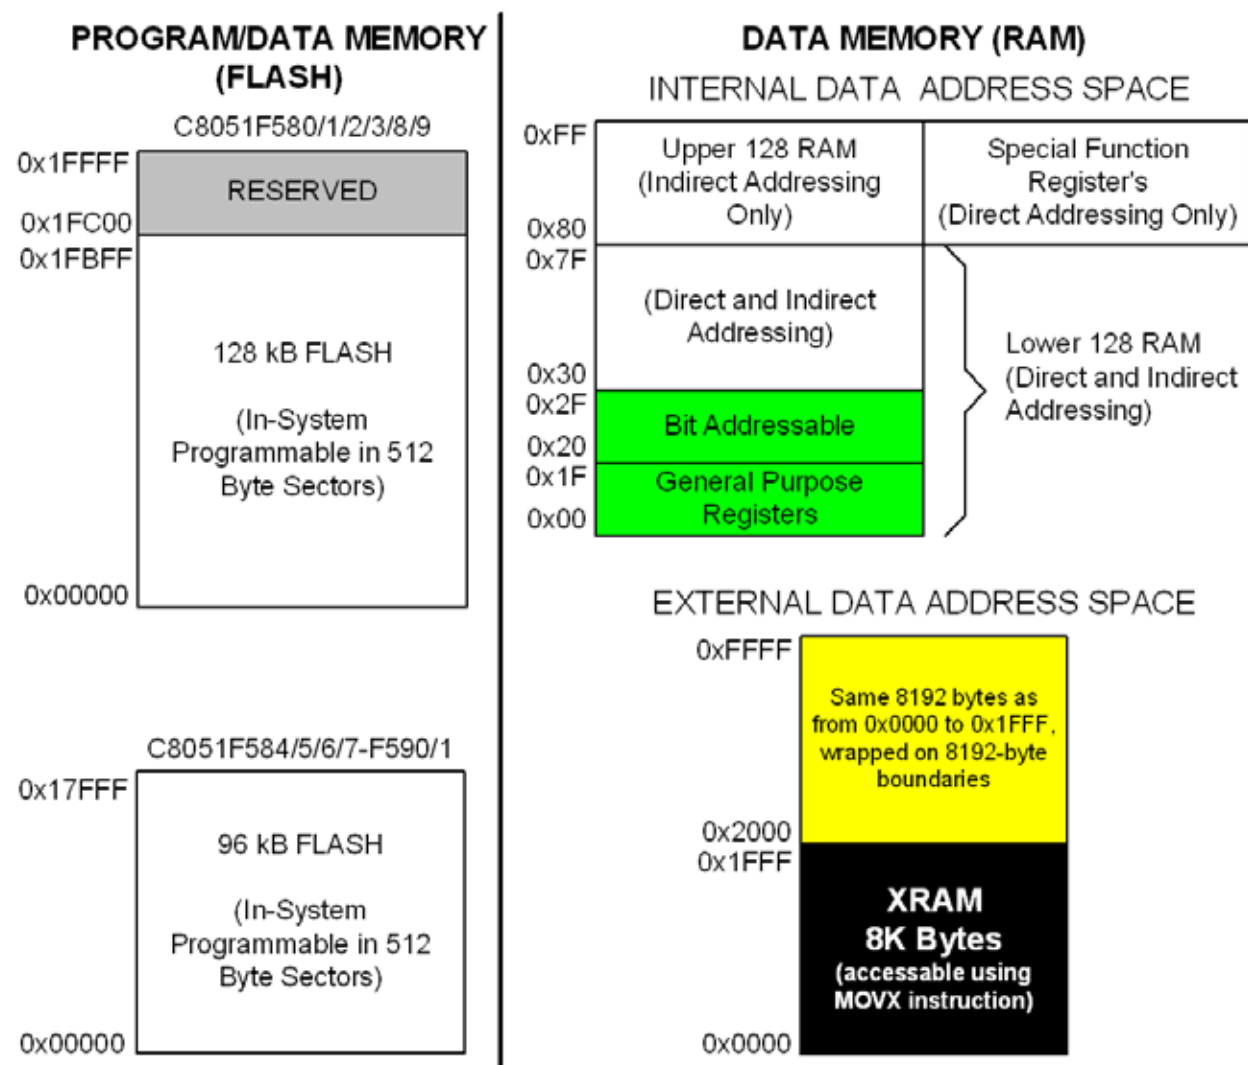 PROGRAM/DATA MEMORY
(FLASH)
C8051F580/1/2/3/8/9
0x1FFFF
RESERVED
0x1FC00
0x1FBFF
128 kB FLASH
(In-System
Programmable in 512
Byte Sectors)
0x00000
C8051F584/5/6/7-F590/1
0x17FFF
96 kB FLASH
(In-System
Programmable in 512
Byte Sectors)
0x00000
DATA MEMORY (RAM)
INTERNAL DATA ADDRESS SPACE
0xFF
Upper 128 RAM
(Indirect Addressing
Only)
0x80
Special Function
Register's
(Direct Addressing Only)
0x7F
(Direct and Indirect
Addressing)
0x30
0x2F
Bit Addressable
0x20
0x1F
General Purpose
Registers
0x00
Lower 128 RAM
(Direct and Indirect
Addressing)
EXTERNAL DATA ADDRESS SPACE
0xFFFF
Same 8192 bytes as
from 0x0000 to 0x1FFF,
wrapped on 8192-byte
boundaries
0x2000
0x1FFF
XRAM
8K Bytes
(accessable using
MOVX instruction)
0x0000